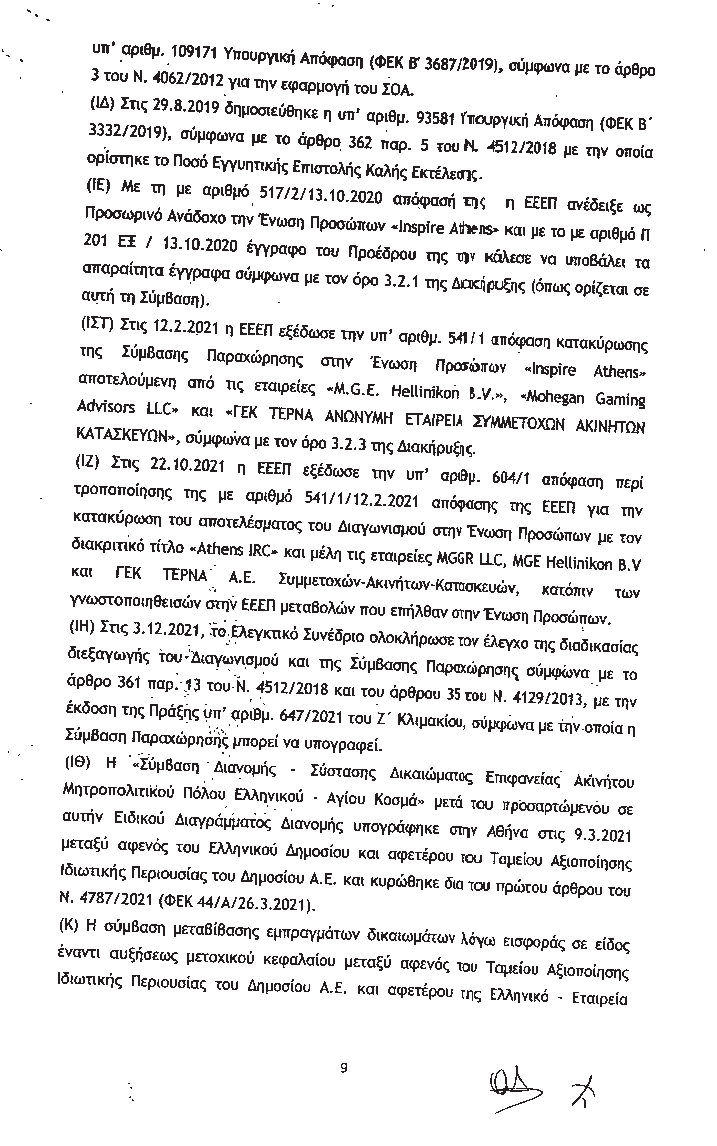 υπ' αριθμ. 109171 Υπουργική Απόφαση (ΦΕΚ Β' 3687/2019), σύμφωνα με το άρθρο
3 του Ν. 4062/2012 για την εφαρμογή του ΣΟΑ.
(ΙΔ) Στις 29.8.2019 δημοσιεύθηκε η υπ' αριθμ. 93581 Υπουργική Απόφαση (ΦΕΚ Β΄
3332/2019), σύμφωνα με το άρθρο 362 παρ. 5 του Ν. 4512/2018 με την οποία
ορίστηκε το Ποσό Εγγυητικής Επιστολής Καλής Εκτέλεσης.
(ΙΕ) Με τη με αριθμό 517/2/13.10.2020 απόφασή της η ΕΕΕΠ ανέδειξε ως
Προσωρινό Ανάδοχο την Ένωση Προσώπων «Inspire Athens» και με το με αριθμό Π
201 ΕΞ / 13.10.2020 έγγραφο του Προέδρου της την κάλεσε να υποβάλει τα
απαραίτητα έγγραφα σύμφωνα με τον όρο 3.2.1 της Διακήρυξης (όπως ορίζεται σε
αυτή τη Σύμβαση).
(ΙΣΤ) Στις 12.2.2021 η ΕΕΕΠ εξέδωσε την υπ' αριθμ. 541/1 απόφαση κατακύρωσης
της Σύμβασης Παραχώρησης στην Ένωση Προσώπων «Inspire Athens»
αποτελούμενη από τις εταιρείες «M.G.E. Hellinikon B.V.», «Mohegan Gaming
Advisors LLC» και «ΓΕΚ ΤΕΡΝΑ ΑΝΩΝΥΜΗ ΕΤΑΙΡΕΙΑ ΣΥΜΜΕΤΟΧΩΝ ΑΚΙΝΗΤΩΝ
ΚΑΤΑΣΚΕΥΩΝ», σύμφωνα με τον όρο 3.2.3 της Διακήρυξης.
(ΙΖ) Στις 22.10.2021 η ΕΕΕΠ εξέδωσε την υπ' αριθμ. 604/1 απόφαση περί
τροποποίησης της με αριθμό 541/1/12.2.2021 απόφασης της ΕΕΕΠ για την
κατακύρωση του αποτελέσματος του Διαγωνισμού στην Ένωση Προσώπων με τον
διακριτικό τίτλο «Athens IRC» και μέλη τις εταιρείες MGGR LLC, MGE Hellinikon B.V
και ΓΕΚ ΤΕΡΝΑ Α.Ε. Συμμετοχών-Ακινήτων-Κατασκευών, κατόπιν των
γνωστοποιηθεισών στην ΕΕΕΠ μεταβολών που επήλθαν στην Ένωση Προσώπων.
(ΙΗ) Στις 3.12.2021, το Ελεγκτικό Συνέδριο ολοκλήρωσε τον έλεγχο της διαδικασίας
διεξαγωγής του Διαγωνισμού και της Σύμβασης Παραχώρησης σύμφωνα με το
άρθρο 361 παρ. 13 του Ν. 4512/2018 και του άρθρου 35 του Ν. 4129/2013, με την
έκδοση της Πράξης υπ' αριθμ. 647/2021 του Ζ΄ Κλιμακίου, σύμφωνα με την οποία η
Σύμβαση Παραχώρησης μπορεί να υπογραφεί.
(ΙΘ) Η «Σύμβαση Διανομής - Σύστασης Δικαιώματος Επιφανείας Ακινήτου
Μητροπολιτικού Πόλου Ελληνικού - Αγίου Κοσμά» μετά του προσαρτώμενου σε
αυτήν Ειδικού Διαγράμματος Διανομής υπογράφηκε στην Αθήνα στις 9.3.2021
μεταξύ αφενός του Ελληνικού Δημοσίου και αφετέρου του Ταμείου Αξιοποίησης
Ιδιωτικής Περιουσίας του Δημοσίου Α.Ε. και κυρώθηκε δια του πρώτου άρθρου του
Ν. 4787/2021 (ΦΕΚ 44/Α/26.3.2021).
(Κ) Η σύμβαση μεταβίβασης εμπραγμάτων δικαιωμάτων λόγω εισφοράς σε είδος
έναντι αυξήσεως μετοχικού κεφαλαίου μεταξύ αφενός του Ταμείου Αξιοποίησης
Ιδιωτικής Περιουσίας του Δημοσίου Α.Ε. και αφετέρου της Ελληνικό - Εταιρεία
9